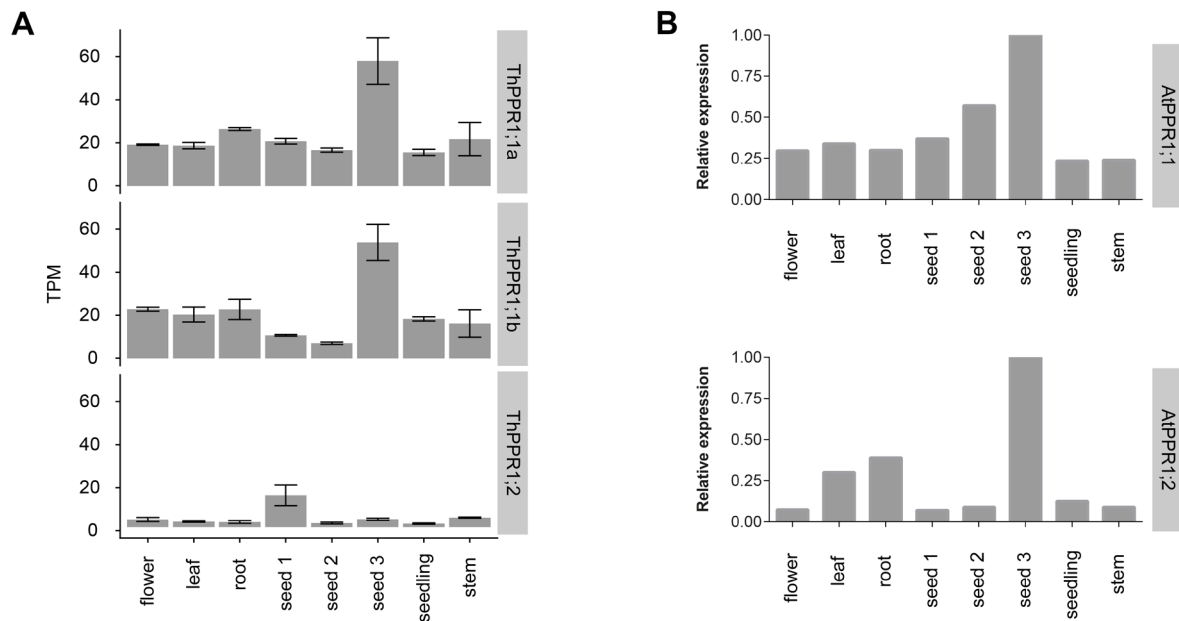 A
TPM
60
40
20
0
ThPPR1;1a
60
40
20
0
ThPPR1;1b
60
40
20
0
ThPPR1;2
flower
leaf
root
seed 1
seed 2
seed 3
seedling
stem
B
Relative expression
1.00
0.75
0.50
0.25
0.00
AtPPR1;1
flower
leaf
root
seed 1
seed 2
seed 3
seedling
stem
Relative expression
1.00
0.75
0.50
0.25
0.00
AtPPR1;2
flower
leaf
root
seed 1
seed 2
seed 3
seedling
stem